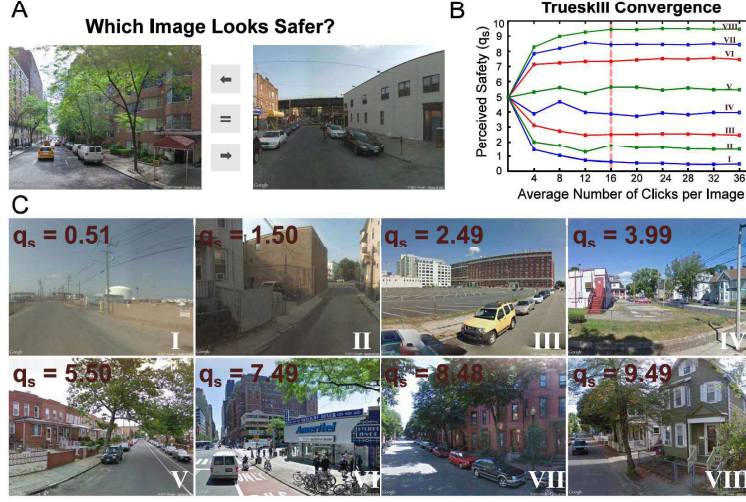 A
Which Image Looks Safer?
=
Google
B
TrueskIII Convergence
Perceived Safety (qs)
10
9
8
7
6
5
4
3
2
1
0
VIII
VII
VI
V
IV
III
II
I
4 8 12 16 20 24 28 32 36
Average Number of Clicks per Image
C
qs = 0.51
I
qs = 1.50
II
qs = 2.49
III
qs = 3.99
IV
qs = 5.50
V
qs = 7.49
Ameritel
VI
qs = 8.48
VII
qs = 9.49
VIII